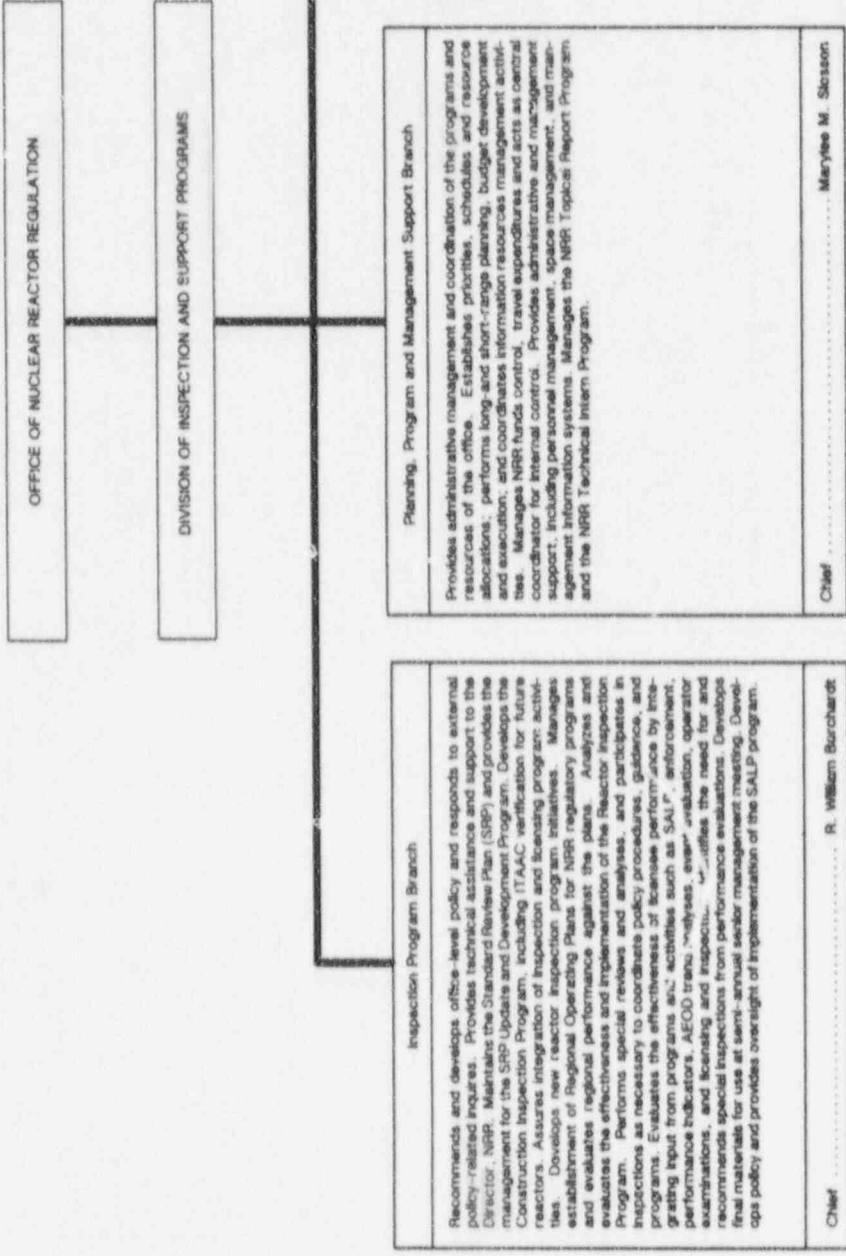 OFFICE OF NUCLEAR REACTOR REGULATION
DIVISION OF INSPECTION AND SUPPORT PROGRAMS
Inspection Program Branch
Recommends and develops office-level policy and responds to external
policy-related inquires. Provides technical assistance and support to the
Director, NRR. Maintains the Standard Review Plan (SRP) and provides the
management for the SRP Update and Development Program. Develops the
Construction Inspection Program, including ITAAC verification for future
reactors. Assures integration of inspection and licensing program activi-
ties. Develops new reactor inspection program initiatives. Manages
establishment of Regional Operating Plans for NRR regulatory programs
and evaluates regional performance against the plans. Analyzes and
evaluates the effectiveness and implementation of the Reactor Inspection
Program. Performs special reviews and analyses, and participates in
inspections as necessary to coordinate policy procedures, guidance, and
programs. Evaluates the effectiveness of licensee performance by inte-
grating input from programs and activities such as SALP, enforcement,
performance indicators, AEOD trend analyses, event evaluation, operator
examinations, and licensing and the need for and
recommends special inspections from performance evaluations. Develops
final materials for use at semi-annual senior management meeting. Devel-
ops policy and provides oversight of implementation of the SALP program.
Chief .................... R. William Borchardt
Planning, Program and Management Support Branch
Provides administrative management and coordination of the programs and
resources of the office. Establishes priorities, schedules and resource
allocations; performs long-and short-range planning, budget development
and execution; and coordinates information resources management activi-
ties. Manages NRR funds control, travel expenditures and acts as central
coordinator for internal control. Provides administrative and management
support, including personnel management, space management, and man-
agement information systems. Manages the NRR Topical Report Program
and the NRR Technical Intern Program.
Chief .................... Marylee M. Slosson